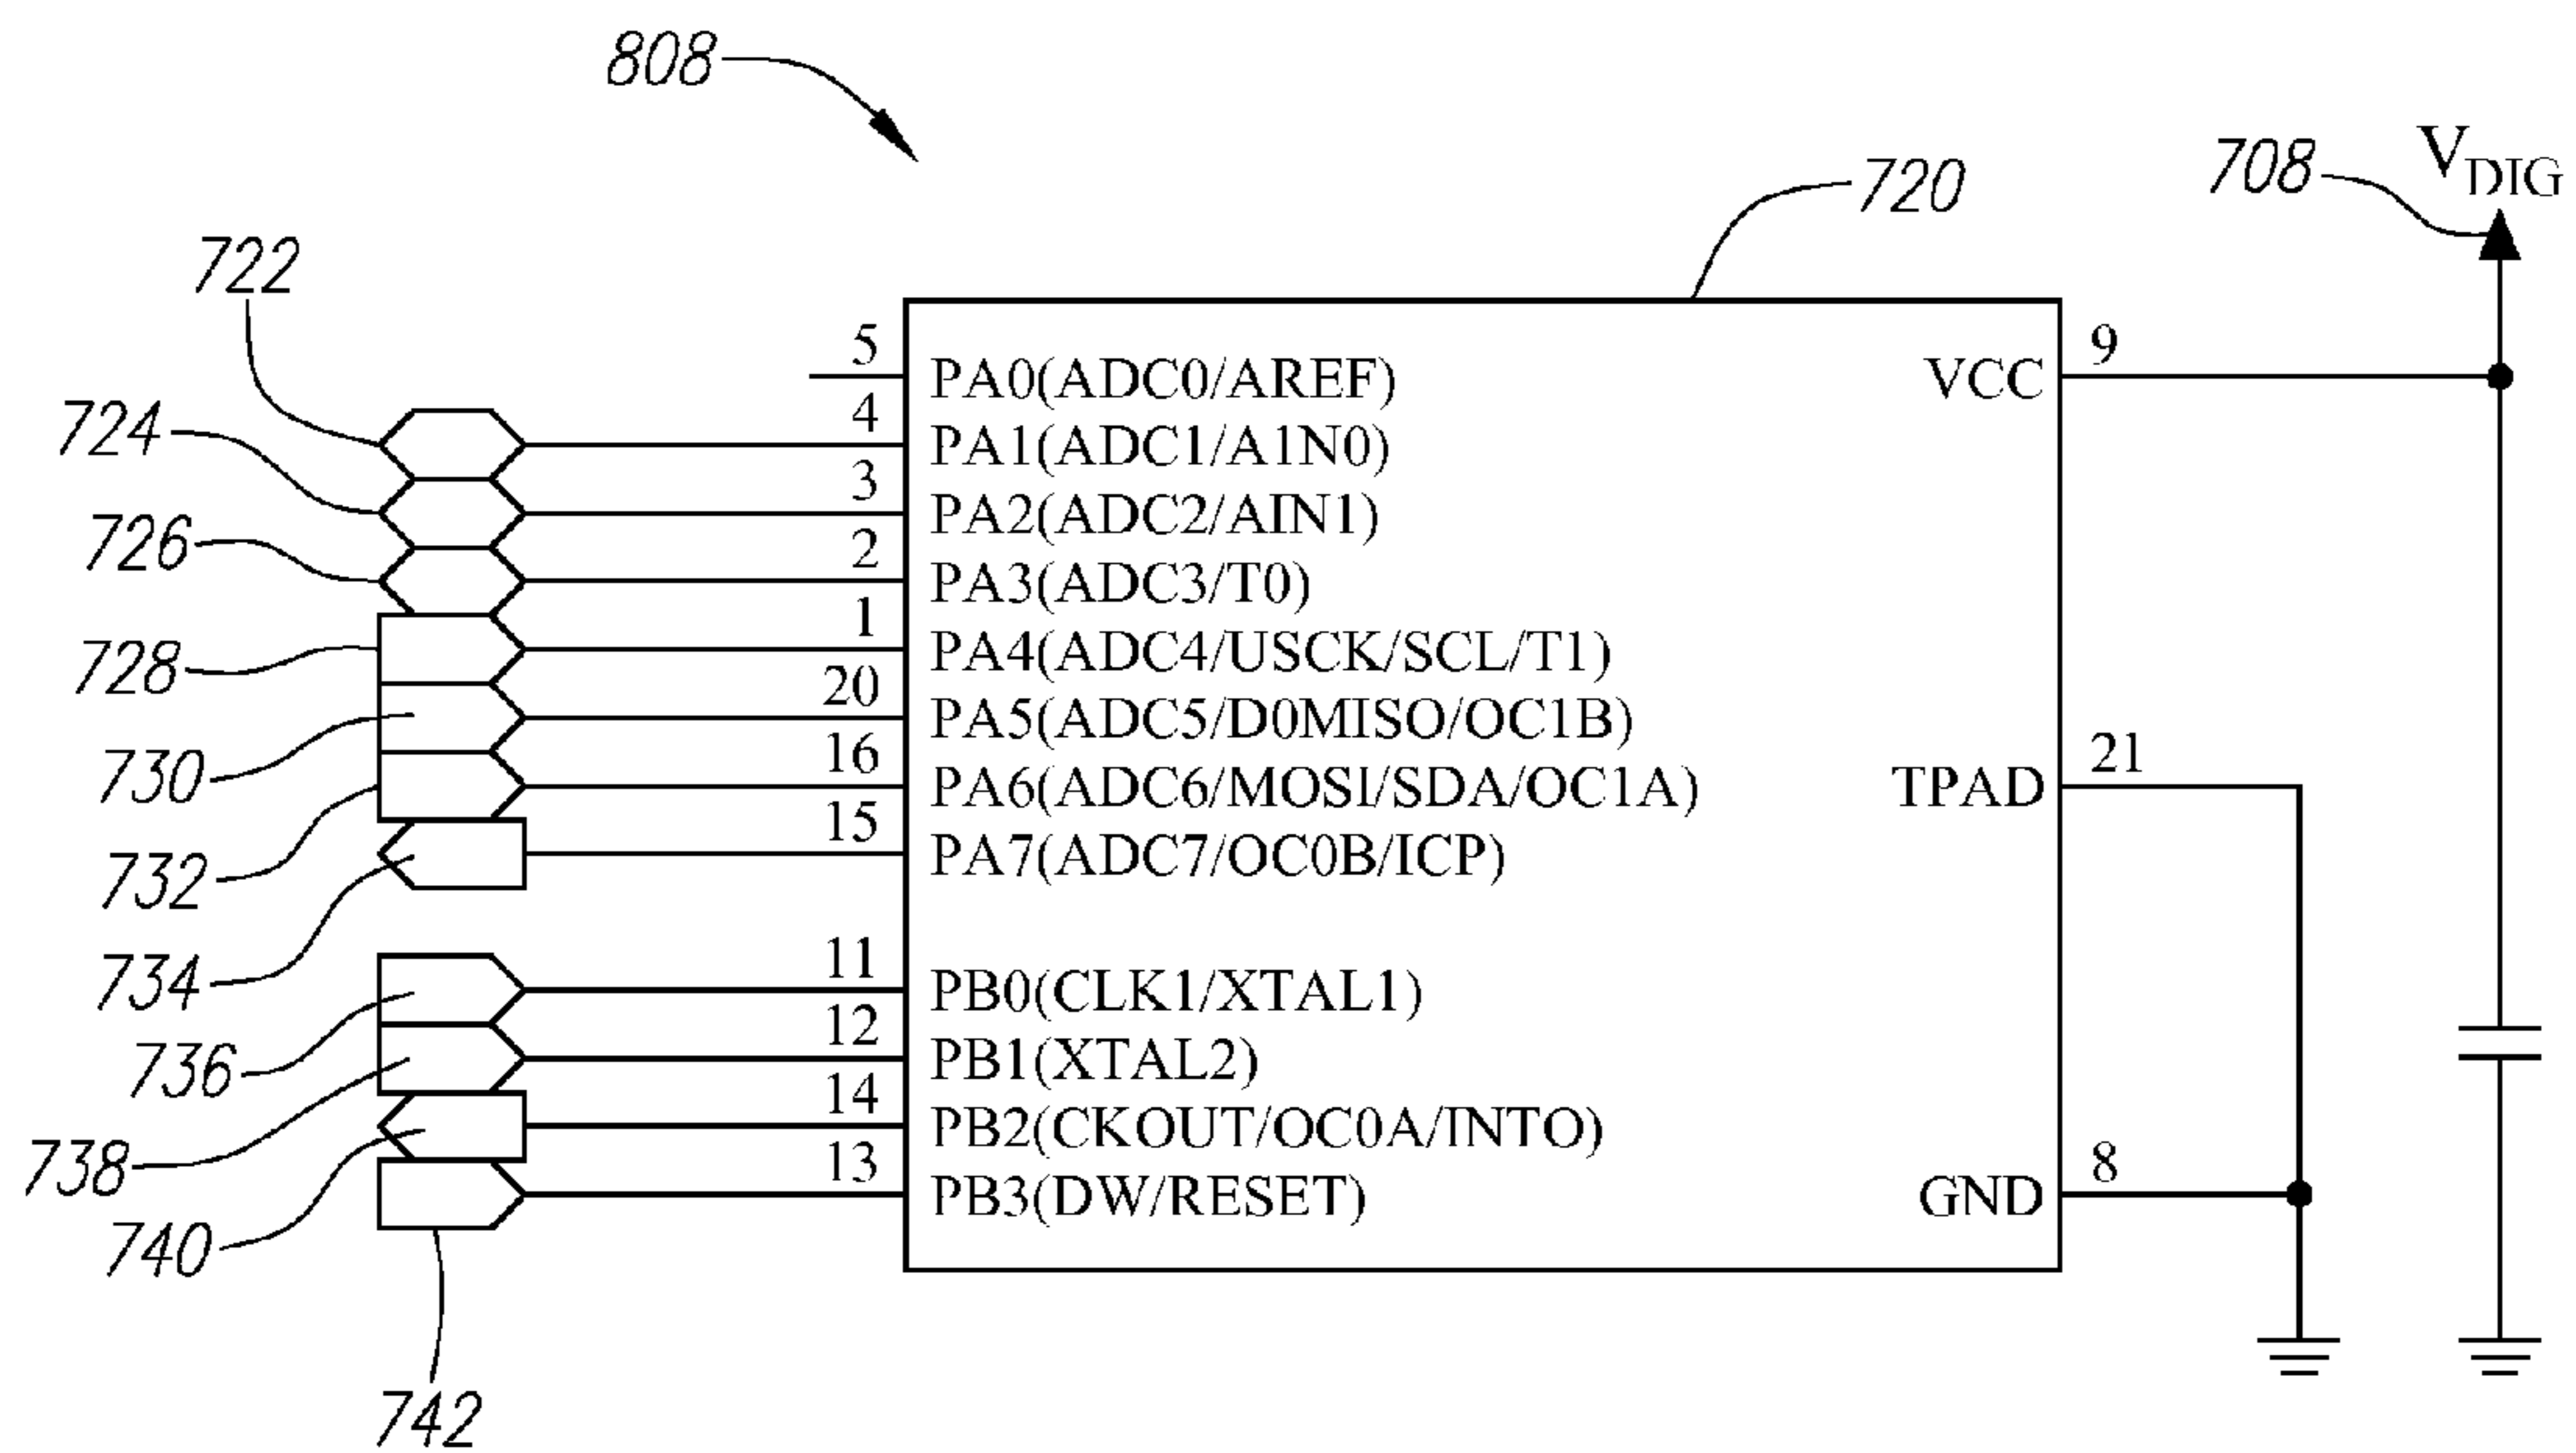 808
720
708
VDIG
722
724
726
728
730
732
734
736
738
740
742
5 PA0(ADC0/AREF)
4 PA1(ADC1/A1N0)
3 PA2(ADC2/AIN1)
2 PA3(ADC3/T0)
1 PA4(ADC4/USCK/SCL/T1)
20 PA5(ADC5/D0MISO/OC1B)
16 PA6(ADC6/MOSI/SDA/OC1A)
15 PA7(ADC7/OC0B/ICP)
11 PB0(CLK1/XTAL1)
12 PB1(XTAL2)
14 PB2(CKOUT/OC0A/INTO)
13 PB3(DW/RESET)
VCC 9
TPAD 21
GND 8